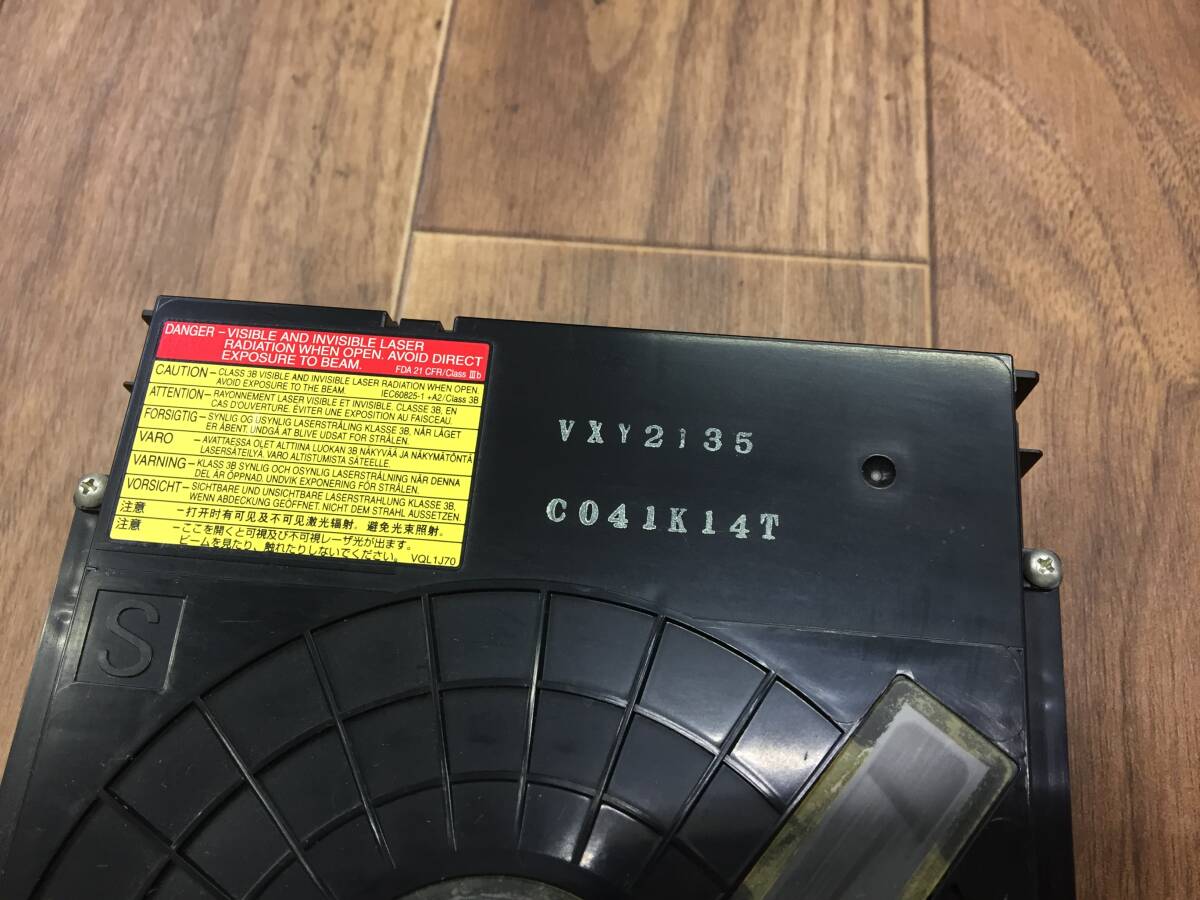 DANGER – VISIBLE AND INVISIBLE LASER
RADIATION WHEN OPEN. AVOID DIRECT
EXPOSURE TO BEAM. FDA 21 CFR/Class Ⅲb
CAUTION – CLASS 3B VISIBLE AND INVISIBLE LASER RADIATION WHEN OPEN.
AVOID EXPOSURE TO THE BEAM. IEC60825-1 +A2/Class 3B
ATTENTION – RAYONNEMENT LASER VISIBLE ET INVISIBLE. CLASSE 3B, EN
CAS D'OUVERTURE. ÉVITER UNE EXPOSITION AU FAISCEAU.
FORSIGTIG – SYNLIG OG USYNLIG LASERSTRÅLING KLASSE 3B, NÅR LÅGET
ER ÅBENT. UNDGÅ AT BLIVE UDSAT FOR STRÅLEN.
VARO – AVATTAESSA OLET ALTTIINA LUOKAN 3B NÄKYVÄÄ JA NÄKYMÄTÖNTÄ
LASERSÄTEILYÄ. VARO ALTISTUMISTA SÄTEELLE.
VARNING – KLASS 3B SYNLIG OCH OSYNLIG LASERSTRÅLNING NÄR DENNA
DEL ÄR ÖPPNAD. UNDVIK EXPONERING FÖR STRÅLEN.
VORSICHT – SICHTBARE UND UNSICHTBARE LASERSTRAHLUNG KLASSE 3B,
WENN ABDECKUNG GEÖFFNET. NICHT DEM STRAHL AUSSETZEN.
注意 – 打开时有可见及不可见激光辐射。避免光束照射。
注意 – ここを開くと可視及び不可視レーザ光が出ます。
ビームを見たり、触れたりしないでください。 VQL1J70
VXY2135
C041K14T
S